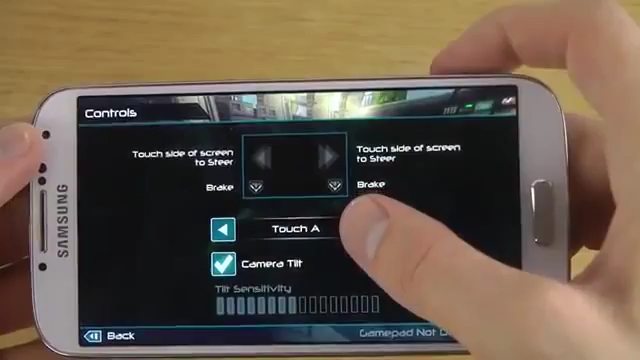 Controls
Touch side of screen
to Steer
Touch side of screen
to Steer
Brake
Brake
Touch A
Camera Tilt
Tilt Sensitivity
Back
Gamepad Not
SAMSUNG